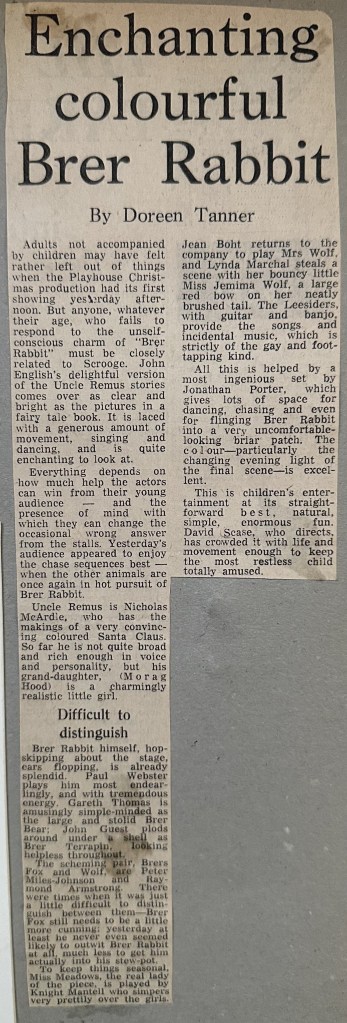 Enchanting
colourful
Brer Rabbit
By Doreen Tanner
Adults not accompanied
by children may have felt
rather left out of things
when the Playhouse Christ-
mas production had its first
showing yesterday after-
noon. But anyone, whatever
their age, who fails to
respond to the unself-
conscious charm of "Brer
Rabbit" must be closely
related to Scrooge. John
English's delightful version
of the Uncle Remus stories
comes over as clear and
bright as the pictures in a
fairy tale book. It is laced
with a generous amount of
movement, singing and
dancing, and is quite
enchanting to look at.
Everything depends on
how much help the actors
can win from their young
audience — and the
presence of mind with
which they can change the
occasional wrong answer
from the stalls. Yesterday's
audience appeared to enjoy
the chase sequences best —
when the other animals are
once again in hot pursuit of
Brer Rabbit.
Uncle Remus is Nicholas
McArdle, who has the
makings of a very convinc-
ing coloured Santa Claus.
So far he is not quite broad
and rich enough in voice
and personality, but his
grand-daughter, (Morag
Hood) is a charmingly
realistic little girl.
Difficult to
distinguish
Brer Rabbit himself, hop-
skipping about the stage,
ears flopping, is already
splendid. Paul Webster
plays him most endear-
ingly, and with tremendous
energy. Gareth Thomas is
amusingly simple-minded as
the large and stolid Brer
Bear; John Guest plods
around under a shell as
Brer Terrapin, looking
helpless throughout.
The scheming pair, Brers
Fox and Wolf, are Peter
Miles-Johnson and Ray-
mond Armstrong. There
were times when it was just
a little difficult to distin-
guish between them—Brer
Fox still needs to be a little
more cunning: yesterday at
least he never even seemed
likely to outwit Brer Rabbit
at all, much less to get him
actually into his stew-pot.
To keep things seasonal,
Miss Meadows, the real lady
of the piece, is played by
Knight Mantell who simpers
very prettily over the girls.
Jean Boht returns to the
company to play Mrs Wolf,
and Lynda Marchal steals a
scene with her bouncy little
Miss Jemima Wolf, a large
red bow on her neatly
brushed tail. The Leesiders,
with guitar and banjo,
provide the songs and
incidental music, which is
strictly of the gay and foot-
tapping kind.
All this is helped by a
most ingenious set by
Jonathan Porter, which
gives lots of space for
dancing, chasing and even
for flinging Brer Rabbit
into a very uncomfortable-
looking briar patch. The
colour—particularly the
changing evening light of
the final scene—is excel-
lent.
This is children's enter-
tainment at its straight-
forward best, natural,
simple, enormous fun.
David Scase, who directs,
has crowded it with life and
movement enough to keep
the most restless child
totally amused.